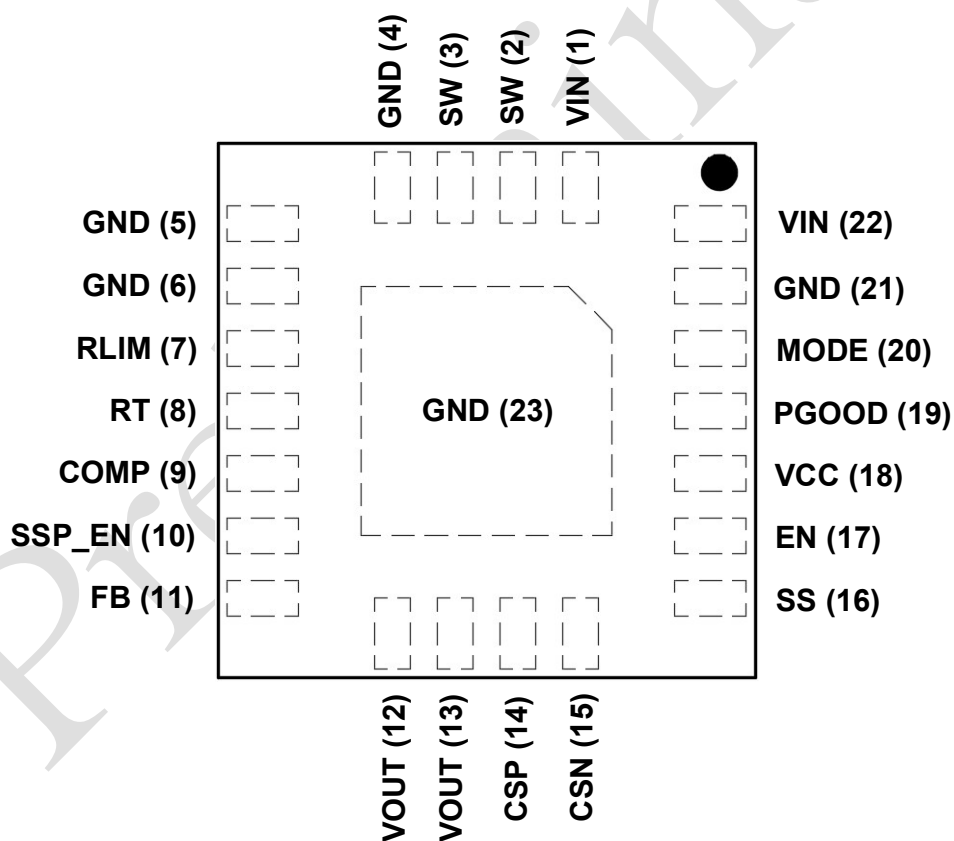 GND (4)
SW (3)
SW (2)
VIN (1)
GND (5)
GND (6)
RLIM (7)
RT (8)
COMP (9)
SSP_EN (10)
FB (11)
GND (23)
VIN (22)
GND (21)
MODE (20)
PGOOD (19)
VCC (18)
EN (17)
SS (16)
VOUT (12)
VOUT (13)
CSP (14)
CSN (15)